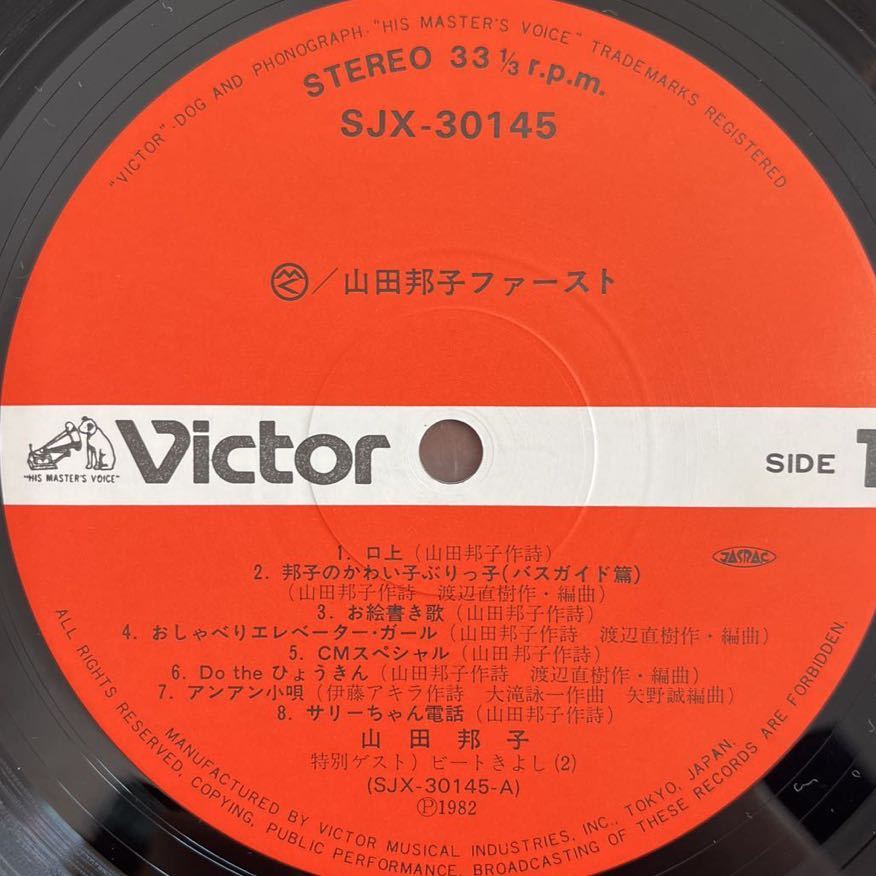 "VICTOR"-DOG AND PHONOGRAPH-"HIS MASTER'S VOICE" TRADEMARKS REGISTERED
STEREO 33 ⅓ r.p.m.
SJX-30145
/山田邦子ファースト
"HIS MASTER'S VOICE"
Victor
SIDE 1
1. 口上(山田邦子作詩)
JASRAC
2. 邦子のかわい子ぶりっ子(バスガイド篇)
(山田邦子作詩 渡辺直樹作・編曲)
3. お絵書き歌(山田邦子作詩)
4. おしゃべりエレベーター・ガール(山田邦子作詩 渡辺直樹作・編曲)
5. CMスペシャル(山田邦子作詩)
6. Do the ひょうきん(山田邦子作詩 渡辺直樹作・編曲)
7. アンアン小唄(伊藤アキラ作詩 大滝詠一作曲 矢野誠編曲)
8. サリーちゃん電話(山田邦子作詩)
山田邦子
特別ゲスト)ビートきよし(2)
(SJX-30145-A)
Ⓟ1982
MANUFACTURED BY VICTOR MUSICAL INDUSTRIES, INC., TOKYO, JAPAN.
ALL RIGHTS RESERVED. COPYING, PUBLIC PERFORMANCE, BROADCASTING OF THESE RECORDS ARE FORBIDDEN.